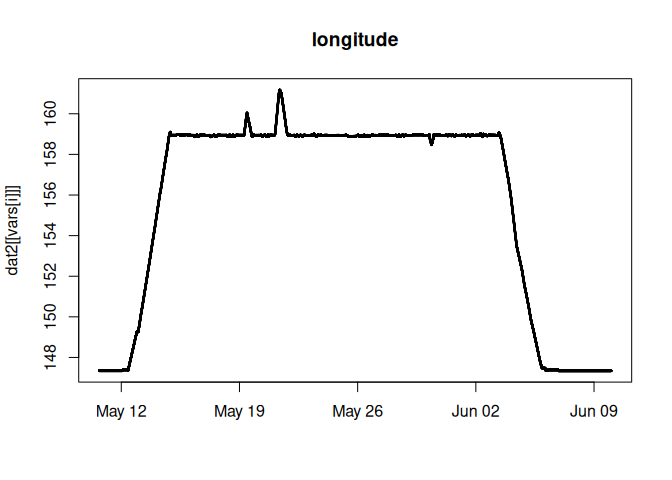 longitude
dat2[[vars[i]]]
160
158
156
154
152
150
148
May 12
May 19
May 26
Jun 02
Jun 09